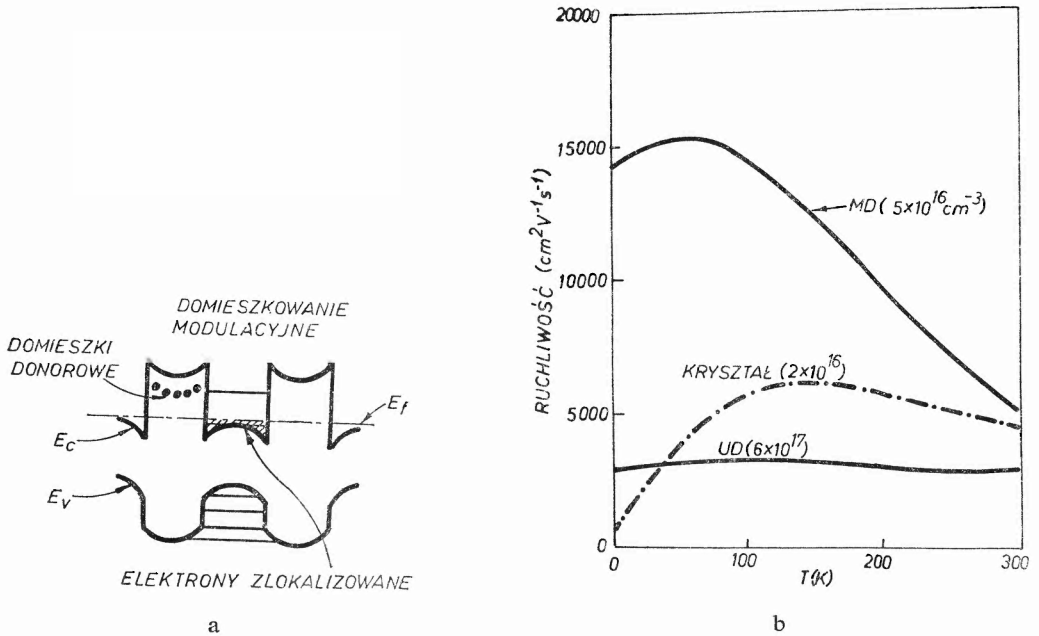 DOMIESZKOWANIE
MODULACYJNE
DOMIESZKI
DONOROWE
E_f
E_c
E_v
ELEKTRONY ZLOKALIZOWANE
a
RUCHLIWOŚĆ (cm²V⁻¹s⁻¹)
20000
15000
10000
5000
0
MD (5×10¹⁶cm⁻³)
KRYSZTAŁ (2×10¹⁶)
UD (6×10¹⁷)
0 100 200 300
T(K)
b